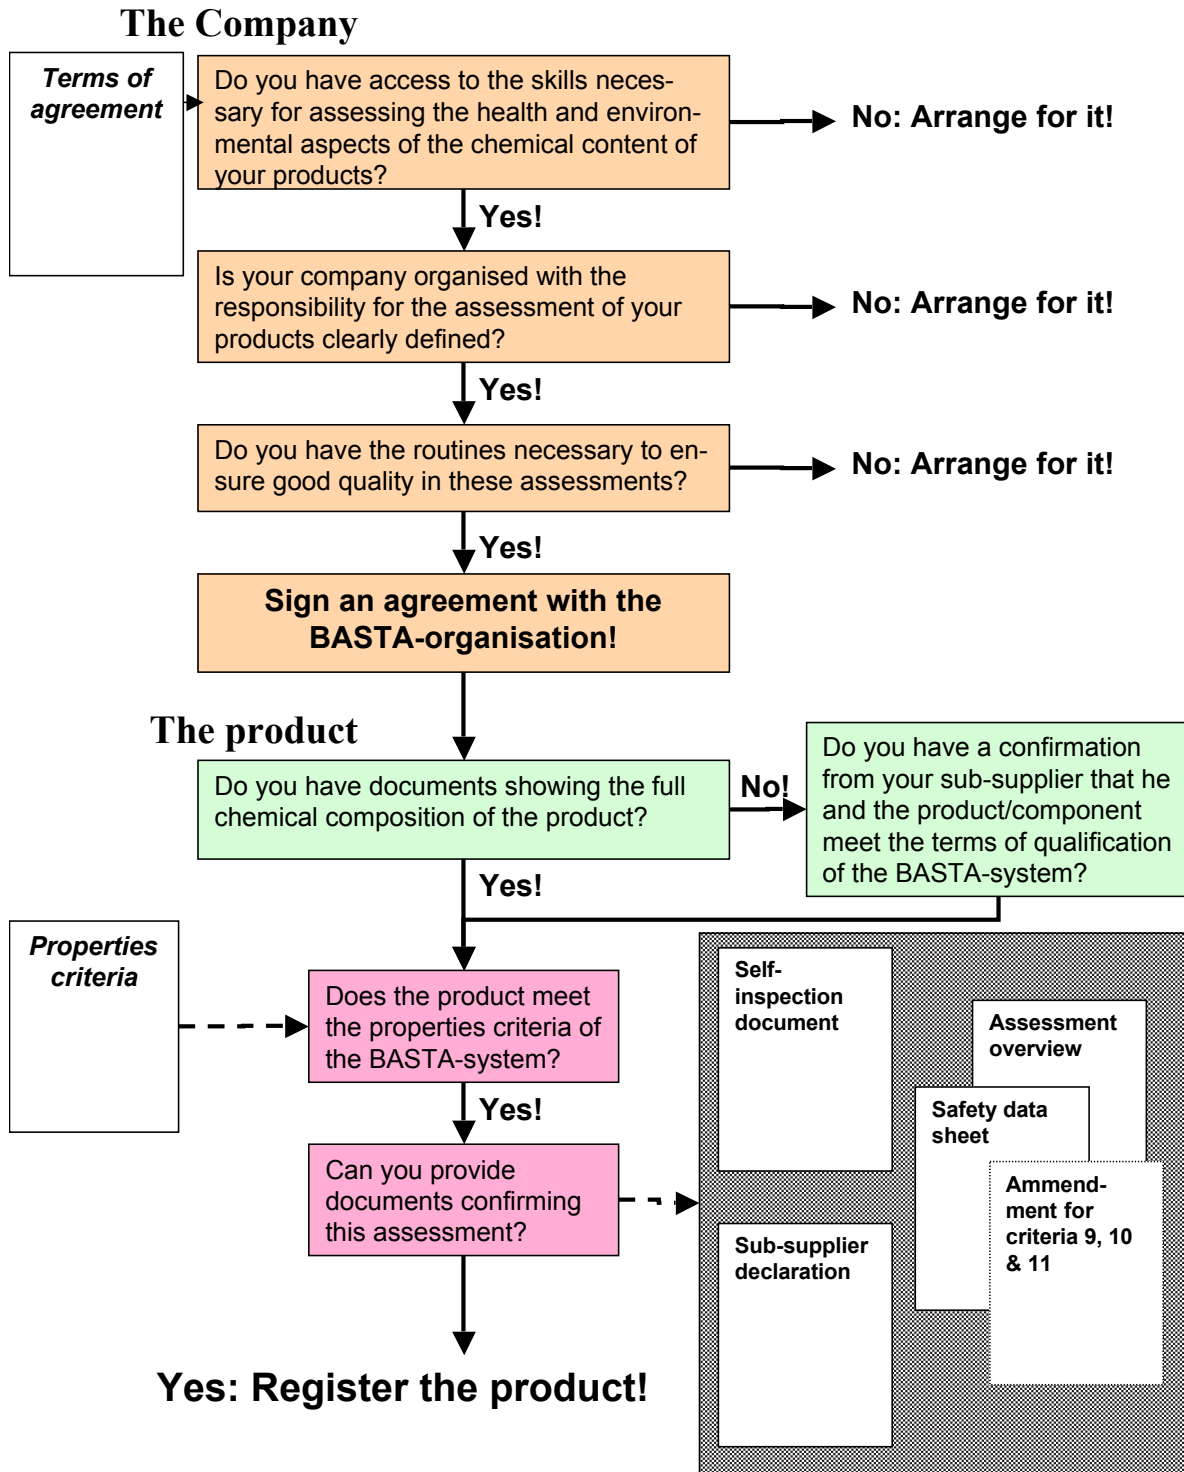 The Company
Terms of
agreement
Do you have access to the skills neces-
sary for assessing the health and environ-
mental aspects of the chemical content of
your products?
No: Arrange for it!
Yes!
Is your company organised with the
responsibility for the assessment of your
products clearly defined?
No: Arrange for it!
Yes!
Do you have the routines necessary to en-
sure good quality in these assessments?
No: Arrange for it!
Yes!
Sign an agreement with the
BASTA-organisation!
The product
Do you have documents showing the full
chemical composition of the product?
No!
Do you have a confirmation
from your sub-supplier that he
and the product/component
meet the terms of qualification
of the BASTA-system?
Yes!
Properties
criteria
Does the product meet
the properties criteria of
the BASTA-system?
Yes!
Can you provide
documents confirming
this assessment?
Self-
inspection
document
Assessment
overview
Safety data
sheet
Ammend-
ment for
criteria 9, 10
& 11
Sub-supplier
declaration
Yes: Register the product!